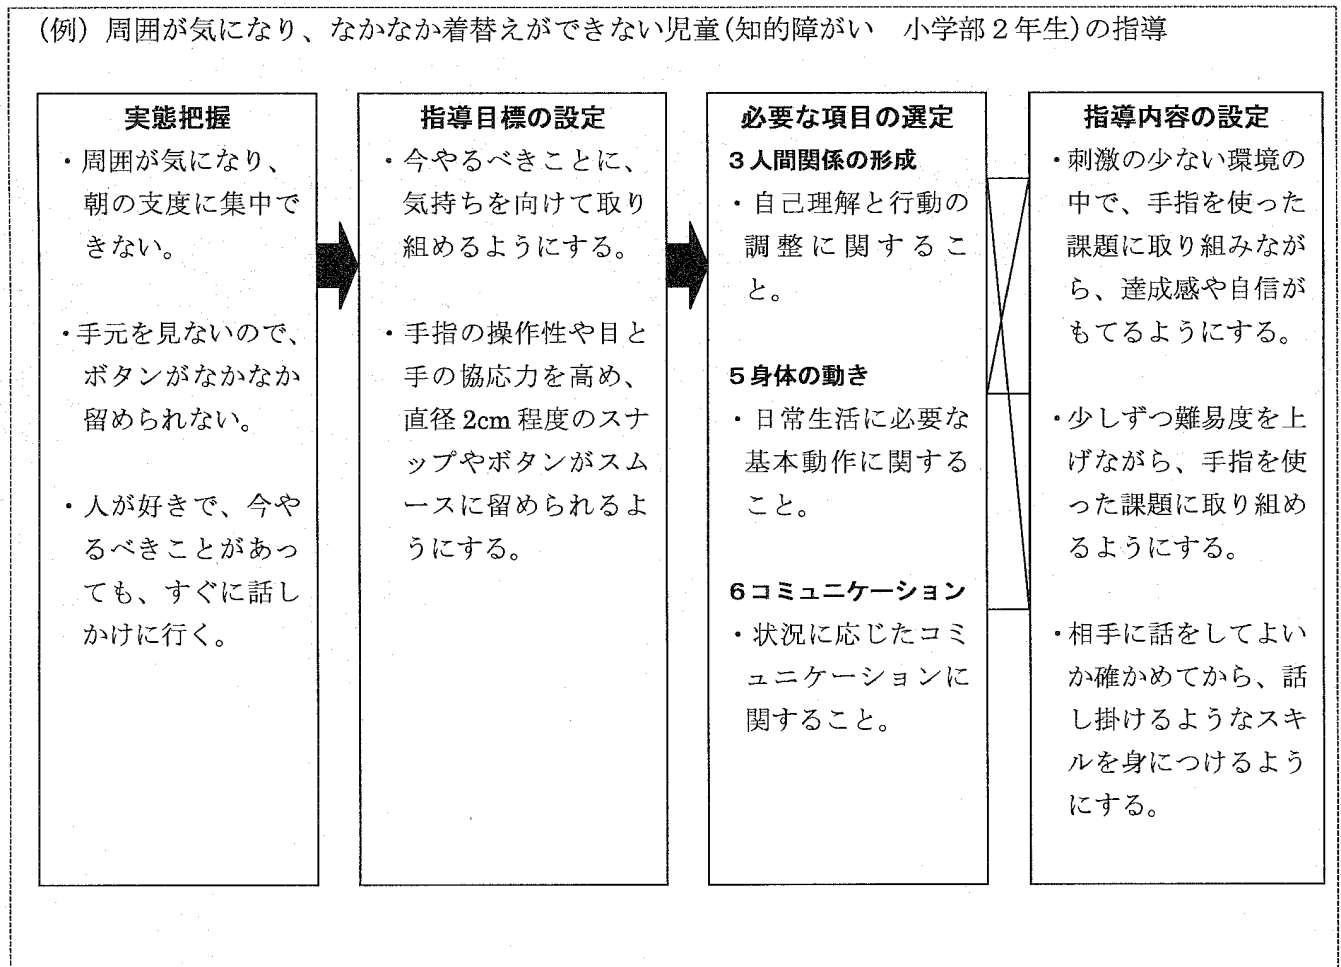 (例) 周囲が気になり、なかなか着替えができない児童(知的障がい　小学部２年生)の指導
実態把握
・周囲が気になり、
朝の支度に集中で
きない。
・手元を見ないので、
ボタンがなかなか
留められない。
・人が好きで、今や
るべきことがあっ
ても、すぐに話し
かけに行く。
指導目標の設定
・今やるべきことに、
気持ちを向けて取り
組めるようにする。
・手指の操作性や目と
手の協応力を高め、
直径 2cm 程度のスナ
ップやボタンがスム
ースに留められるよ
うにする。
必要な項目の選定
３人間関係の形成
・自己理解と行動の
調整に関するこ
と。
５身体の動き
・日常生活に必要な
基本動作に関する
こと。
６コミュニケーション
・状況に応じたコミ
ュニケーションに
関すること。
指導内容の設定
・刺激の少ない環境の
中で、手指を使った
課題に取り組みなが
ら、達成感や自信が
もてるようにする。
・少しずつ難易度を上
げながら、手指を使
った課題に取り組め
るようにする。
・相手に話をしてよい
か確かめてから、話
し掛けるようなスキ
ルを身につけるよう
にする。